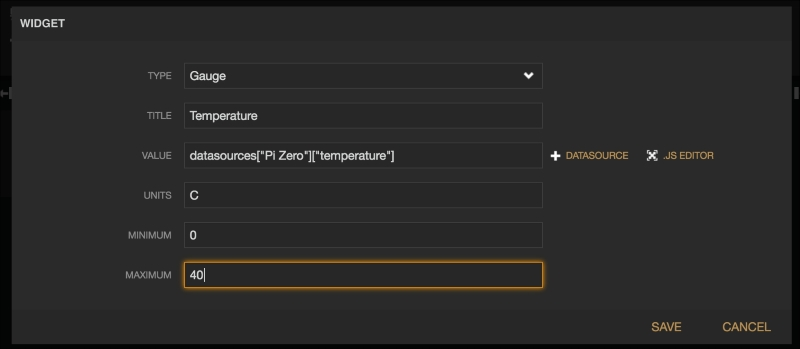 WIDGET
TYPE Gauge
TITLE Temperature
VALUE datasources["Pi Zero"]["temperature"] DATASOURCE .JS EDITOR
UNITS C
MINIMUM 0
MAXIMUM 40
SAVE CANCEL